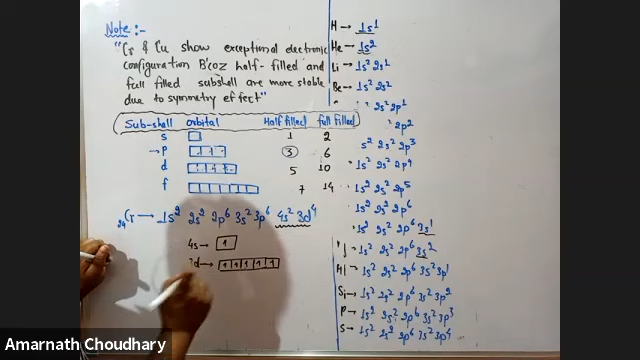 Note :-
"Cr & Cu show exceptional electronic
configuration B'coz half-filled and
full filled subshell are more stable
due to symmetry effect"
Sub-shell orbital Half filled full filled
s 1 2
→p 3 6
d 5 10
f 7 14
24Cr → 1s² 2s² 2p⁶ 3s² 3p⁶ 4s² 3d⁴
4s→ 1
d→ 1 1 1 1 1
H → 1s¹
He → 1s²
Li → 1s² 2s¹
Be → 1s² 2s²
2s² 2p¹
2p²
s² 2s² 2p³
1s² 2s² 2p⁴
1s² 2s² 2p⁵
1s² 2s² 2p⁶
1s² 2s² 2p⁶ 3s¹
1s² 2s² 2p⁶ 3s²
Al → 1s² 2s² 2p⁶ 3s² 3p¹
Si → 1s² 2s² 2p⁶ 3s² 3p²
P → 1s² 2s² 2p⁶ 3s² 3p³
S → 1s² 2s² 2p⁶ 3s² 3p⁴
Amarnath Choudhary